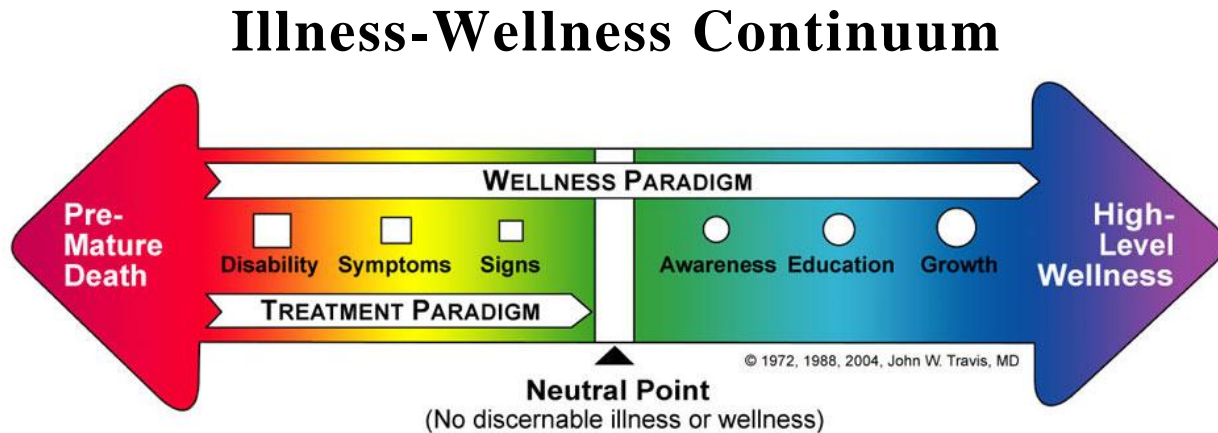 Illness-Wellness Continuum
WELLNESS PARADIGM
Pre-
Mature
Death
Disability Symptoms Signs
Awareness Education Growth
High-
Level
Wellness
TREATMENT PARADIGM
© 1972, 1988, 2004, John W. Travis, MD
Neutral Point
(No discernable illness or wellness)